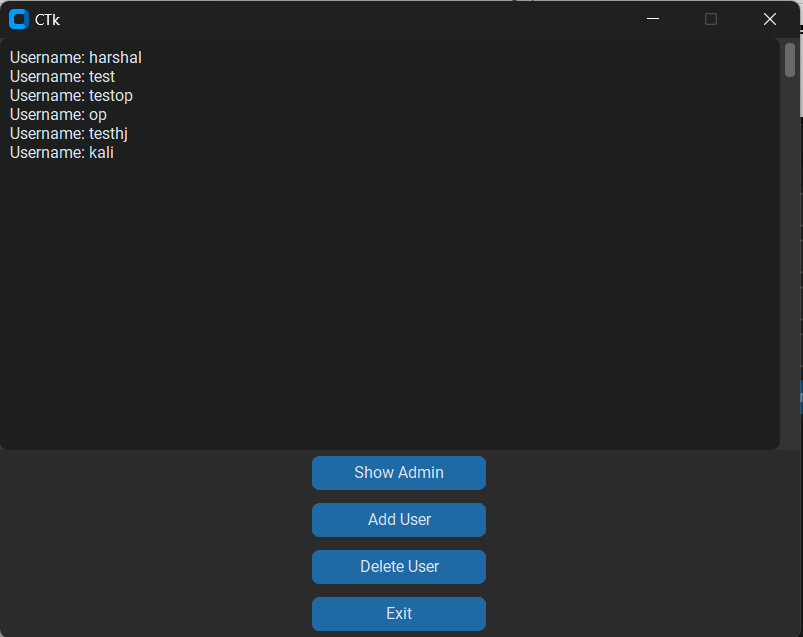 CTk
Username: harshal
Username: test
Username: testop
Username: op
Username: testhj
Username: kali
Show Admin
Add User
Delete User
Exit